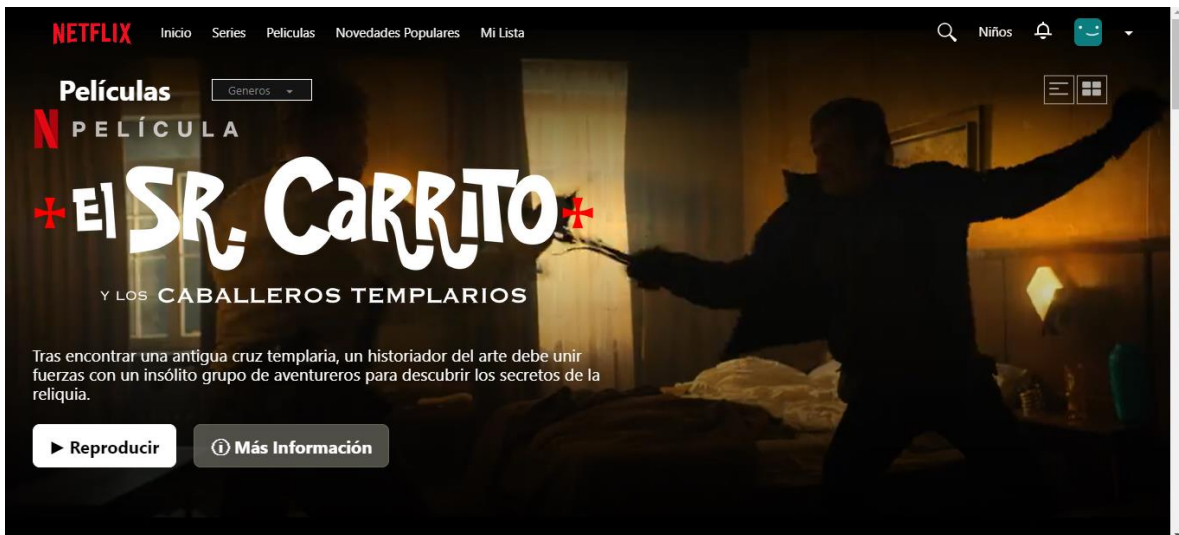 NETFLIX Inicio Series Peliculas Novedades Populares Mi Lista Niños
Películas Generos
N PELÍCULA
El SR. CaRRiTO
Y LOS CABALLEROS TEMPLARIOS
Tras encontrar una antigua cruz templaria, un historiador del arte debe unir
fuerzas con un insólito grupo de aventureros para descubrir los secretos de la
reliquia.
Reproducir Más Información